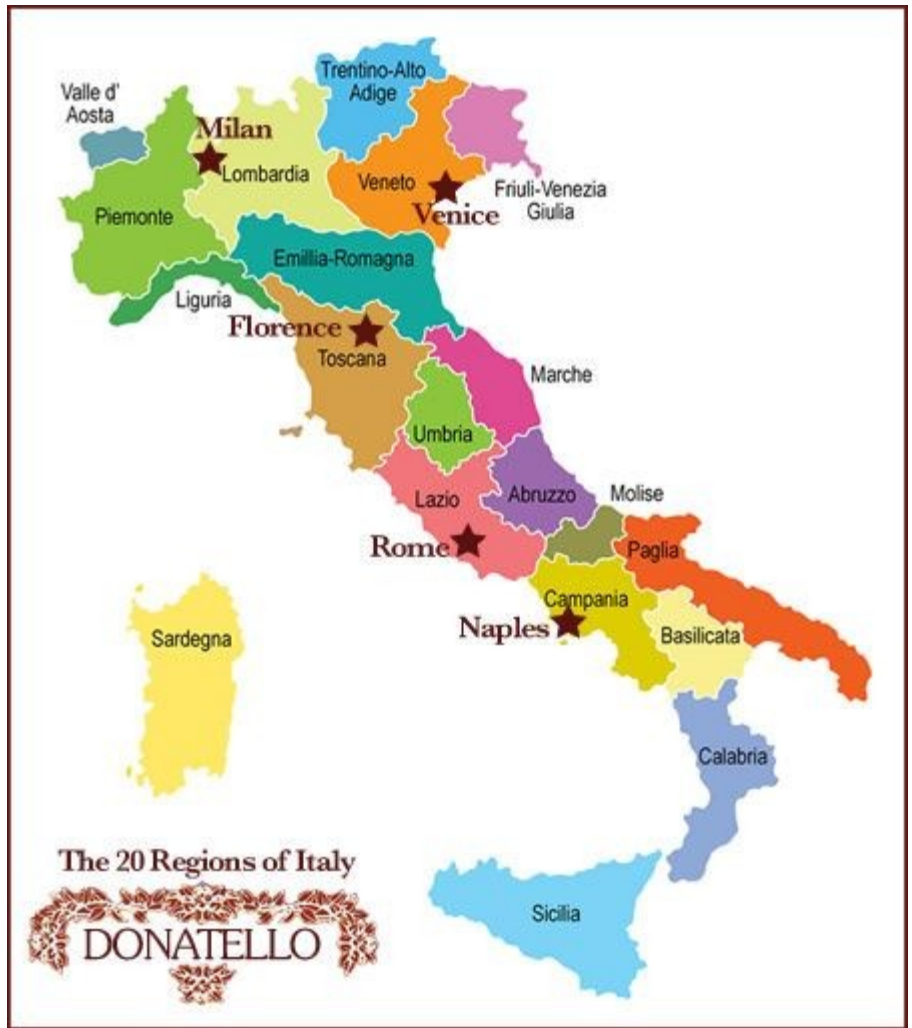 Trentino-Alto
Adige
Valle d'
Aosta
Milan
Lombardia
Veneto
Venice
Friuli-Venezia
Giulia
Piemonte
Emillia-Romagna
Liguria
Florence
Toscana
Marche
Umbria
Lazio
Abruzzo
Molise
Rome
Paglia
Campania
Naples
Basilicata
Sardegna
Calabria
The 20 Regions of Italy
DONATELLO
Sicilia